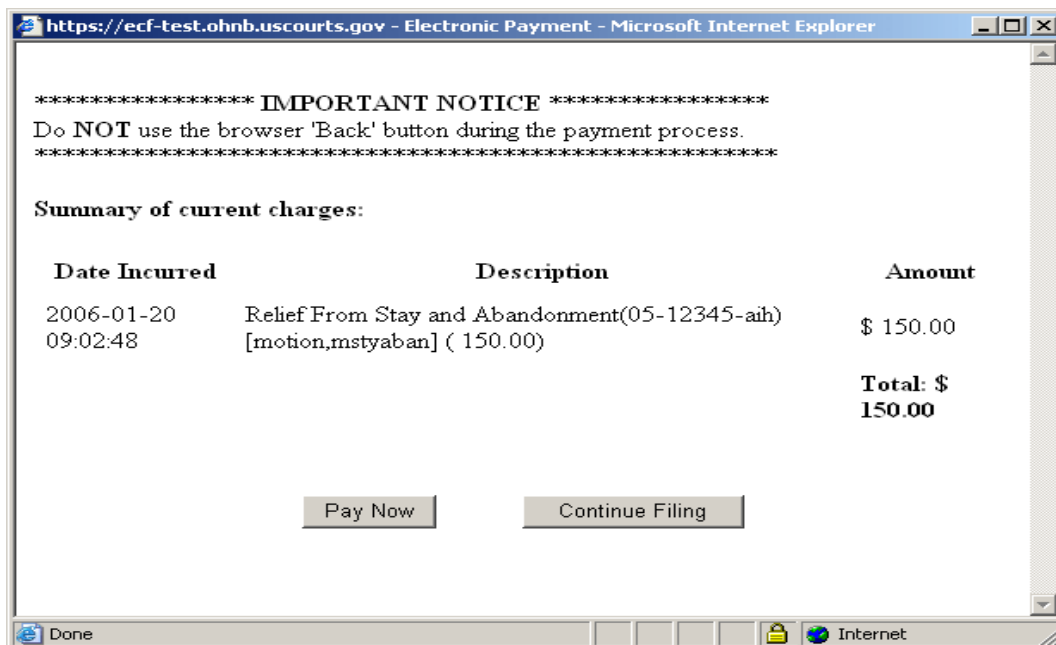 https://ecf-test.ohnb.uscourts.gov - Electronic Payment - Microsoft Internet Explorer
**************** IMPORTANT NOTICE ****************
Do NOT use the browser 'Back' button during the payment process.
******************************************************
Summary of current charges:
Date Incurred Description Amount
2006-01-20 Relief From Stay and Abandonment(05-12345-aih) $ 150.00
09:02:48 [motion,mstyaban] ( 150.00)
Total: $
150.00
Pay Now Continue Filing
Done Internet